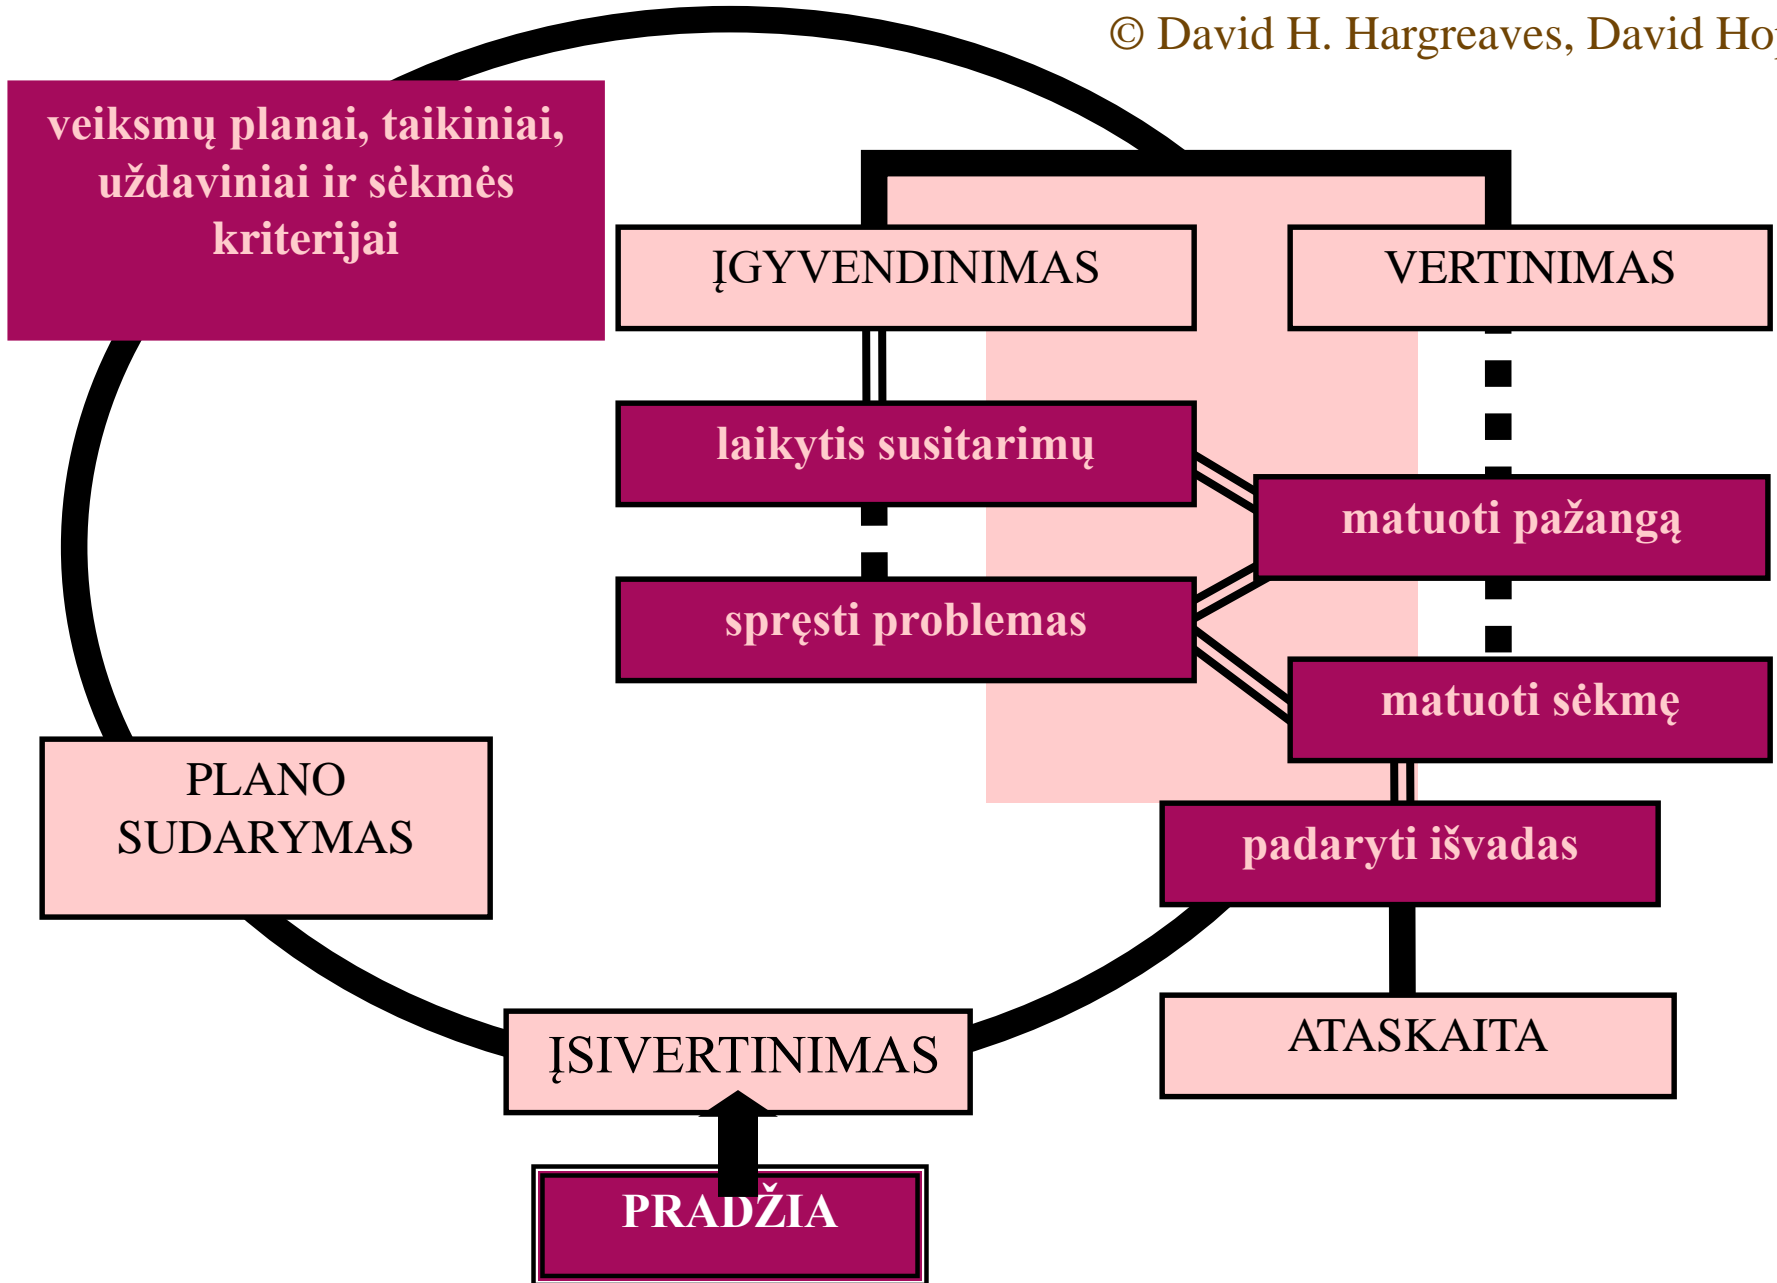 © David H. Hargreaves, David
veiksmų planai, taikiniai,
uždaviniai ir sėkmės
kriterijai
ĮGYVENDINIMAS
VERTINIMAS
laikytis susitarimų
matuoti pažangą
spręsti problemas
matuoti sėkmę
PLANO
SUDARYMAS
padaryti išvadas
ĮSIVERTINIMAS
ATASKAITA
PRADŽIA